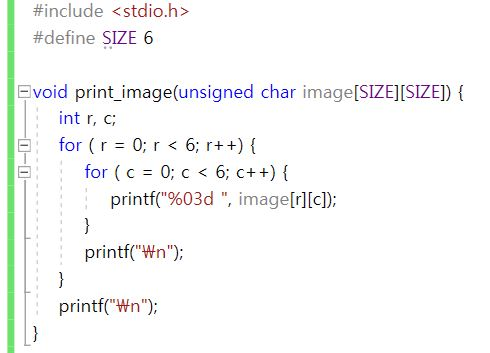 #include <stdio.h>
#define SIZE 6
void print_image(unsigned char image[SIZE][SIZE]) {
int r, c;
for ( r = 0; r < 6; r++) {
for ( c = 0; c < 6; c++) {
printf("%03d ", image[r][c]);
}
printf("₩n");
}
printf("₩n");
}